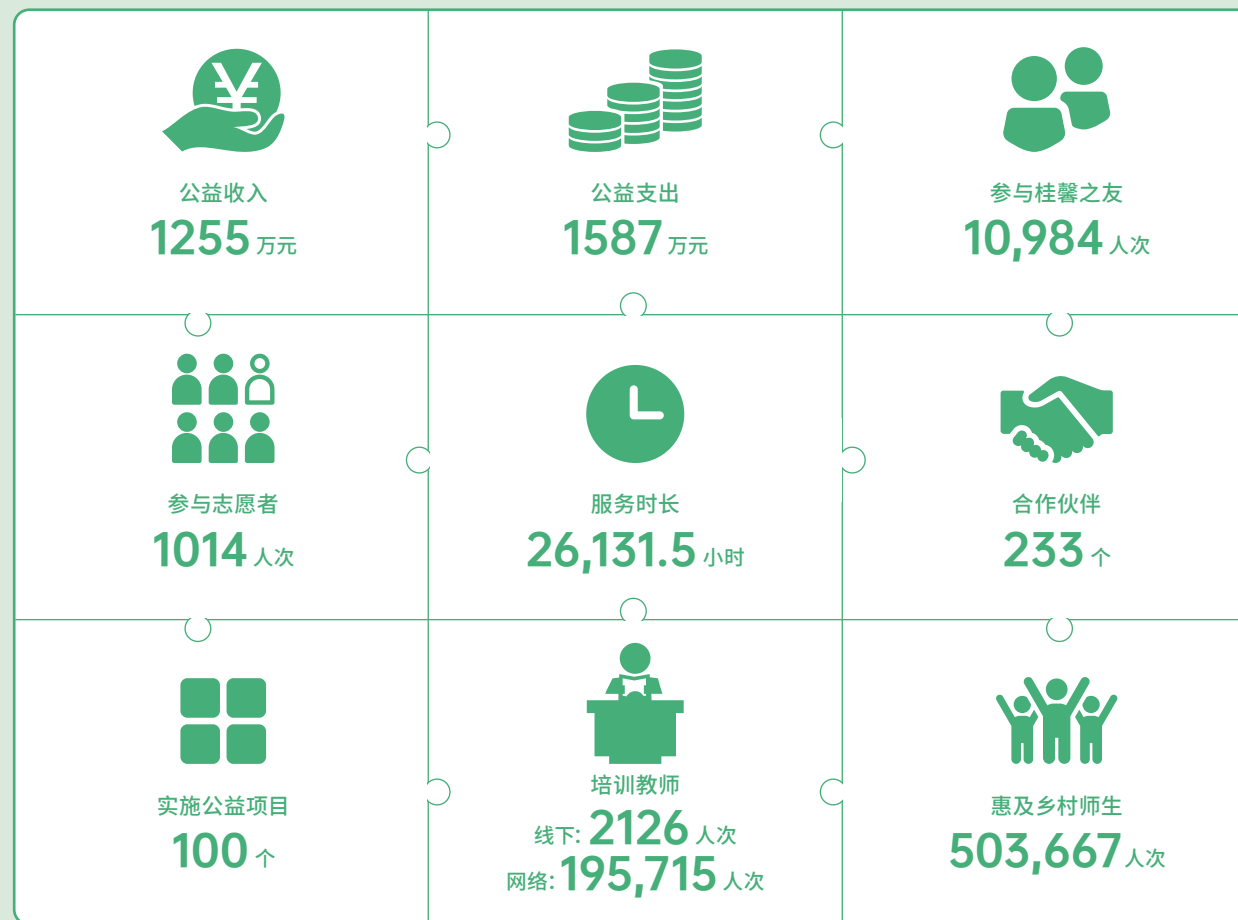 ¥
公益收入
1255 万元
公益支出
1587 万元
参与桂馨之友
10,984 人次
参与志愿者
1014 人次
服务时长
26,131.5 小时
合作伙伴
233 个
实施公益项目
100 个
培训教师
线下: 2126 人次
网络: 195,715 人次
惠及乡村师生
503,667 人次